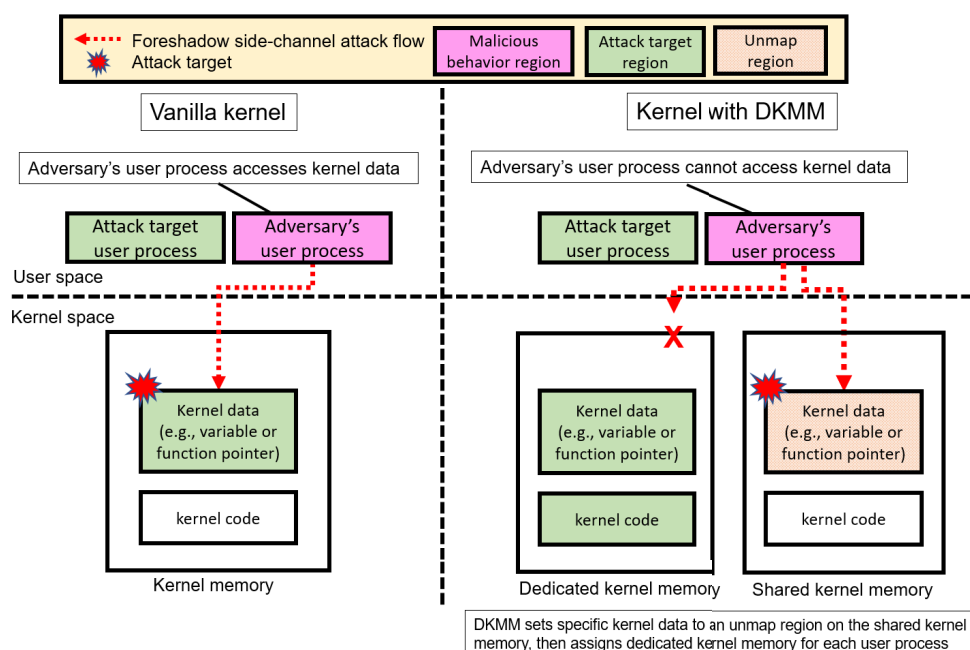 Foreshadow side-channel attack flow
Attack target
Malicious
behavior region
Attack target
region
Unmap
region
Vanilla kernel
Kernel with DKMM
Adversary's user process accesses kernel data
Adversary's user process cannot access kernel data
Attack target
user process
Adversary's
user process
Attack target
user process
Adversary's
user process
User space
Kernel space
X
Kernel data
(e.g., variable or
function pointer)
kernel code
Kernel memory
Kernel data
(e.g., variable or
function pointer)
kernel code
Dedicated kernel memory
Kernel data
(e.g., variable or
function pointer)
kernel code
Shared kernel memory
DKMM sets specific kernel data to an unmap region on the shared kernel
memory, then assigns dedicated kernel memory for each user process